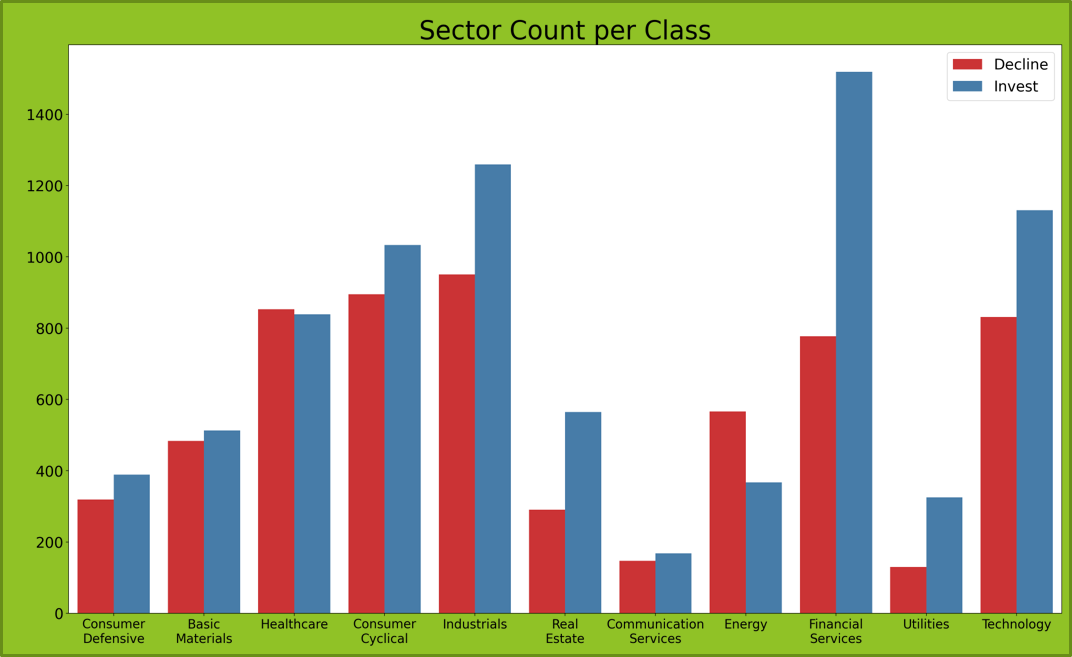 Sector Count per Class
Decline
Invest
1400
1200
1000
800
600
400
200
0
Consumer
Defensive
Basic
Materials
Healthcare
Consumer
Cyclical
Industrials
Real
Estate
Communication
Services
Energy
Financial
Services
Utilities
Technology